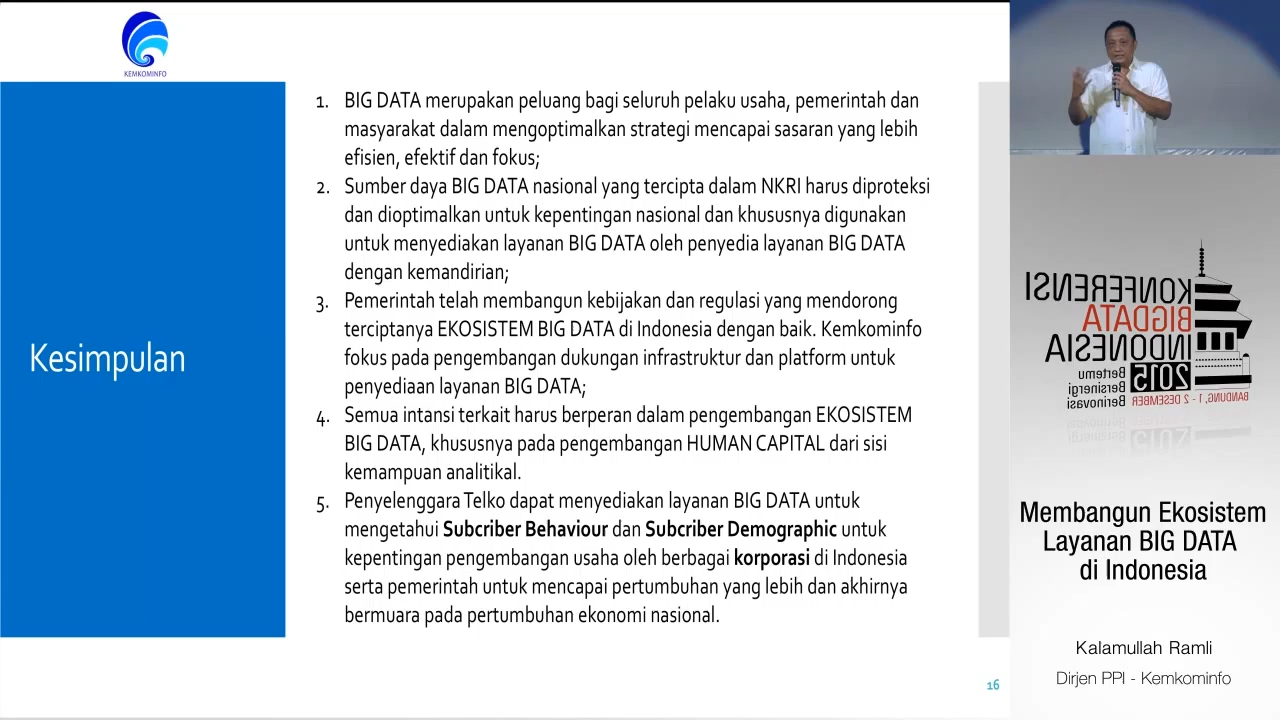 KEMKOMINFO
Kesimpulan
1. BIG DATA merupakan peluang bagi seluruh pelaku usaha, pemerintah dan
masyarakat dalam mengoptimalkan strategi mencapai sasaran yang lebih
efisien, efektif dan fokus;
2. Sumber daya BIG DATA nasional yang tercipta dalam NKRI harus diproteksi
dan dioptimalkan untuk kepentingan nasional dan khususnya digunakan
untuk menyediakan layanan BIG DATA oleh penyedia layanan BIG DATA
dengan kemandirian;
3. Pemerintah telah membangun kebijakan dan regulasi yang mendorong
terciptanya EKOSISTEM BIG DATA di Indonesia dengan baik. Kemkominfo
fokus pada pengembangan dukungan infrastruktur dan platform untuk
penyediaan layanan BIG DATA;
4. Semua intansi terkait harus berperan dalam pengembangan EKOSISTEM
BIG DATA, khususnya pada pengembangan HUMAN CAPITAL dari sisi
kemampuan analitikal.
5. Penyelenggara Telko dapat menyediakan layanan BIG DATA untuk
mengetahui Subcriber Behaviour dan Subcriber Demographic untuk
kepentingan pengembangan usaha oleh berbagai korporasi di Indonesia
serta pemerintah untuk mencapai pertumbuhan yang lebih dan akhirnya
bermuara pada pertumbuhan ekonomi nasional.
16
KONFERENSI
BIGDATA
INDONESIA
2015
Bertemu
Bersinergi
Berinovasi
BANDUNG, 1 - 2 DESEMBER
Membangun Ekosistem
Layanan BIG DATA
di Indonesia
Kalamullah Ramli
Dirjen PPI - Kemkominfo